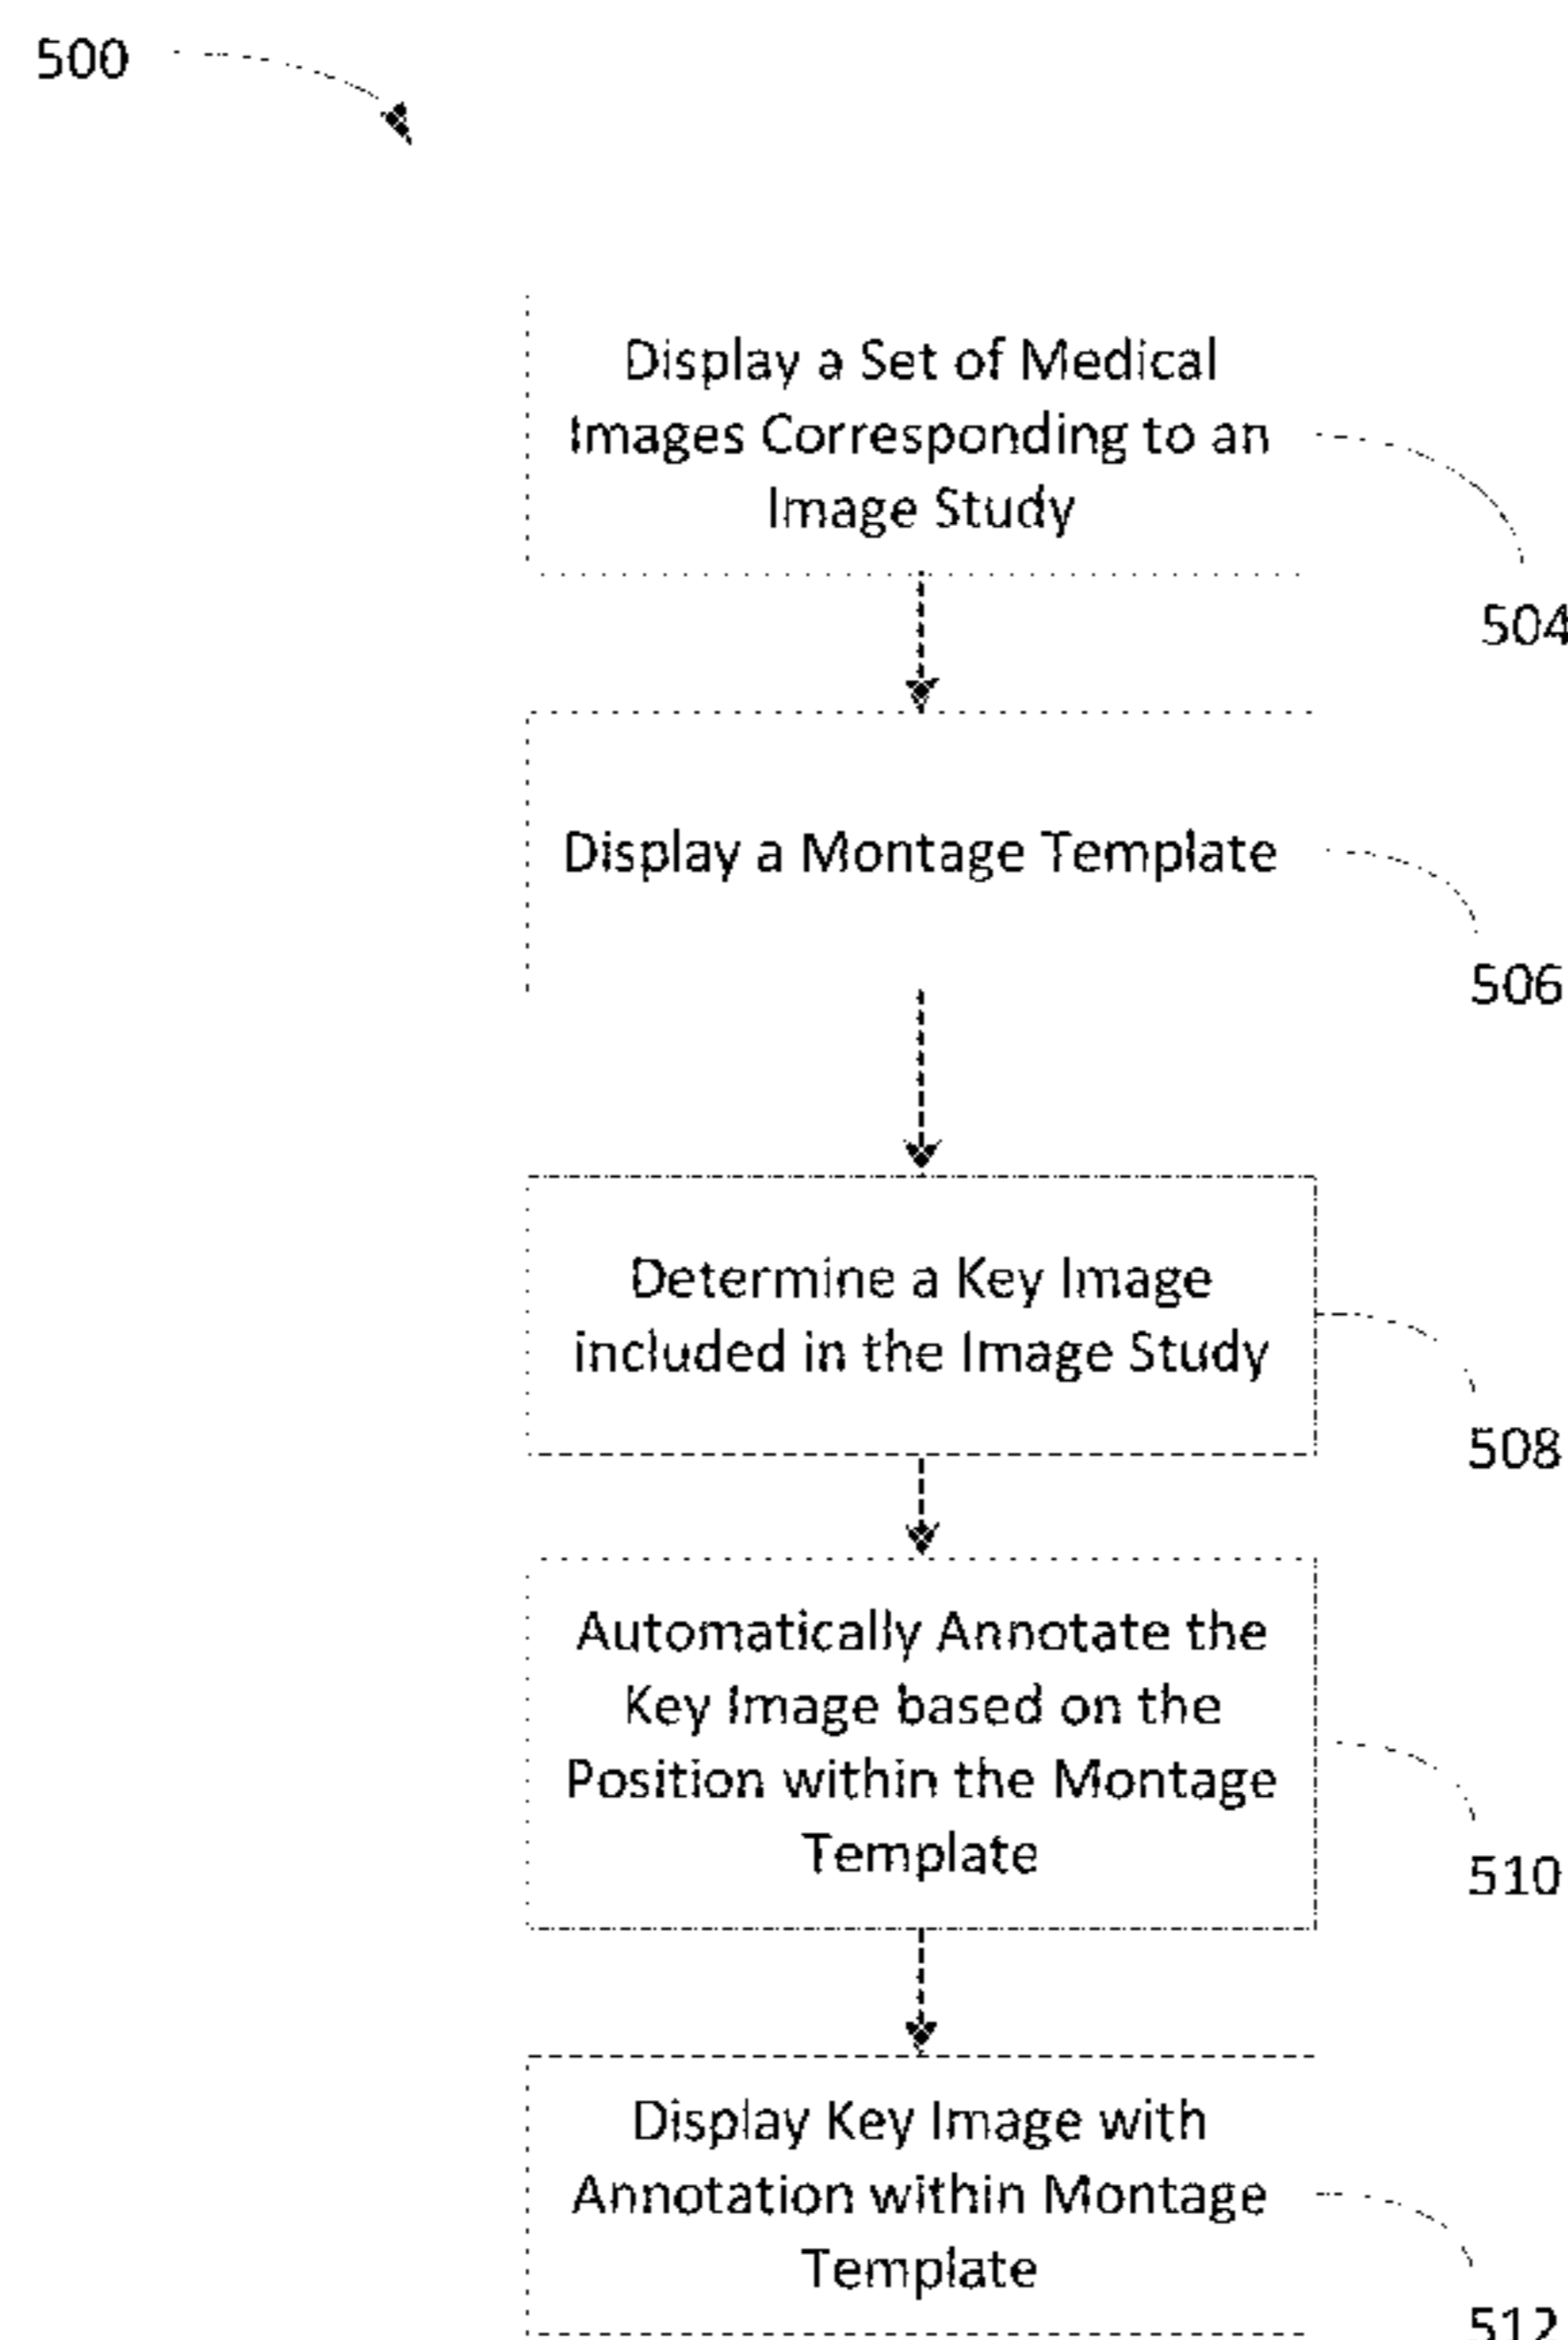 500
Display a Set of Medical
Images Corresponding to an
Image Study
504
Display a Montage Template
506
Determine a Key Image
included in the Image Study
508
Automatically Annotate the
Key Image based on the
Position within the Montage
Template
510
Display Key Image with
Annotation within Montage
Template
512